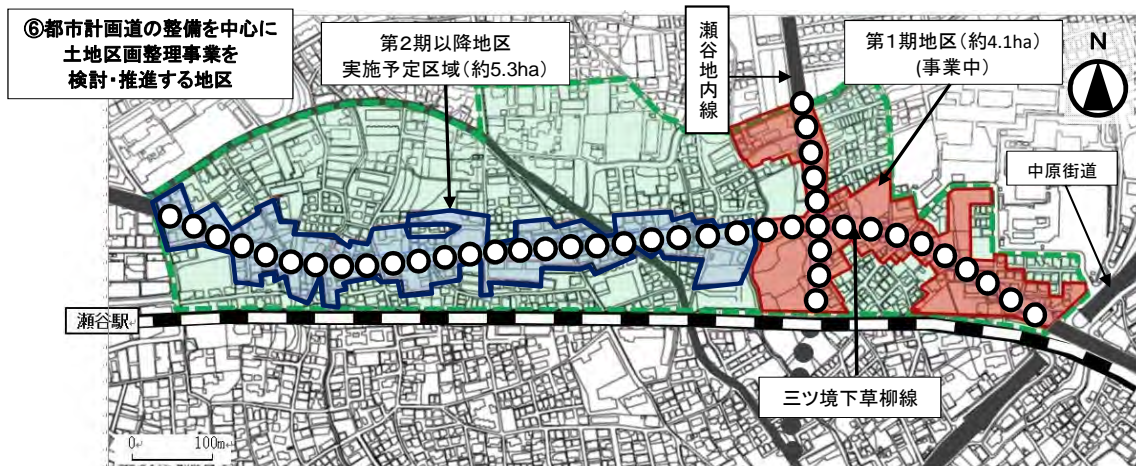 ⑥都市計画道の整備を中心に
土地区画整理事業を
検討・推進する地区
第2期以降地区
実施予定区域(約5.3ha)
瀬谷地内線
第1期地区(約4.1ha)
(事業中)
N
中原街道
瀬谷駅
三ツ境下草柳線
0 100m